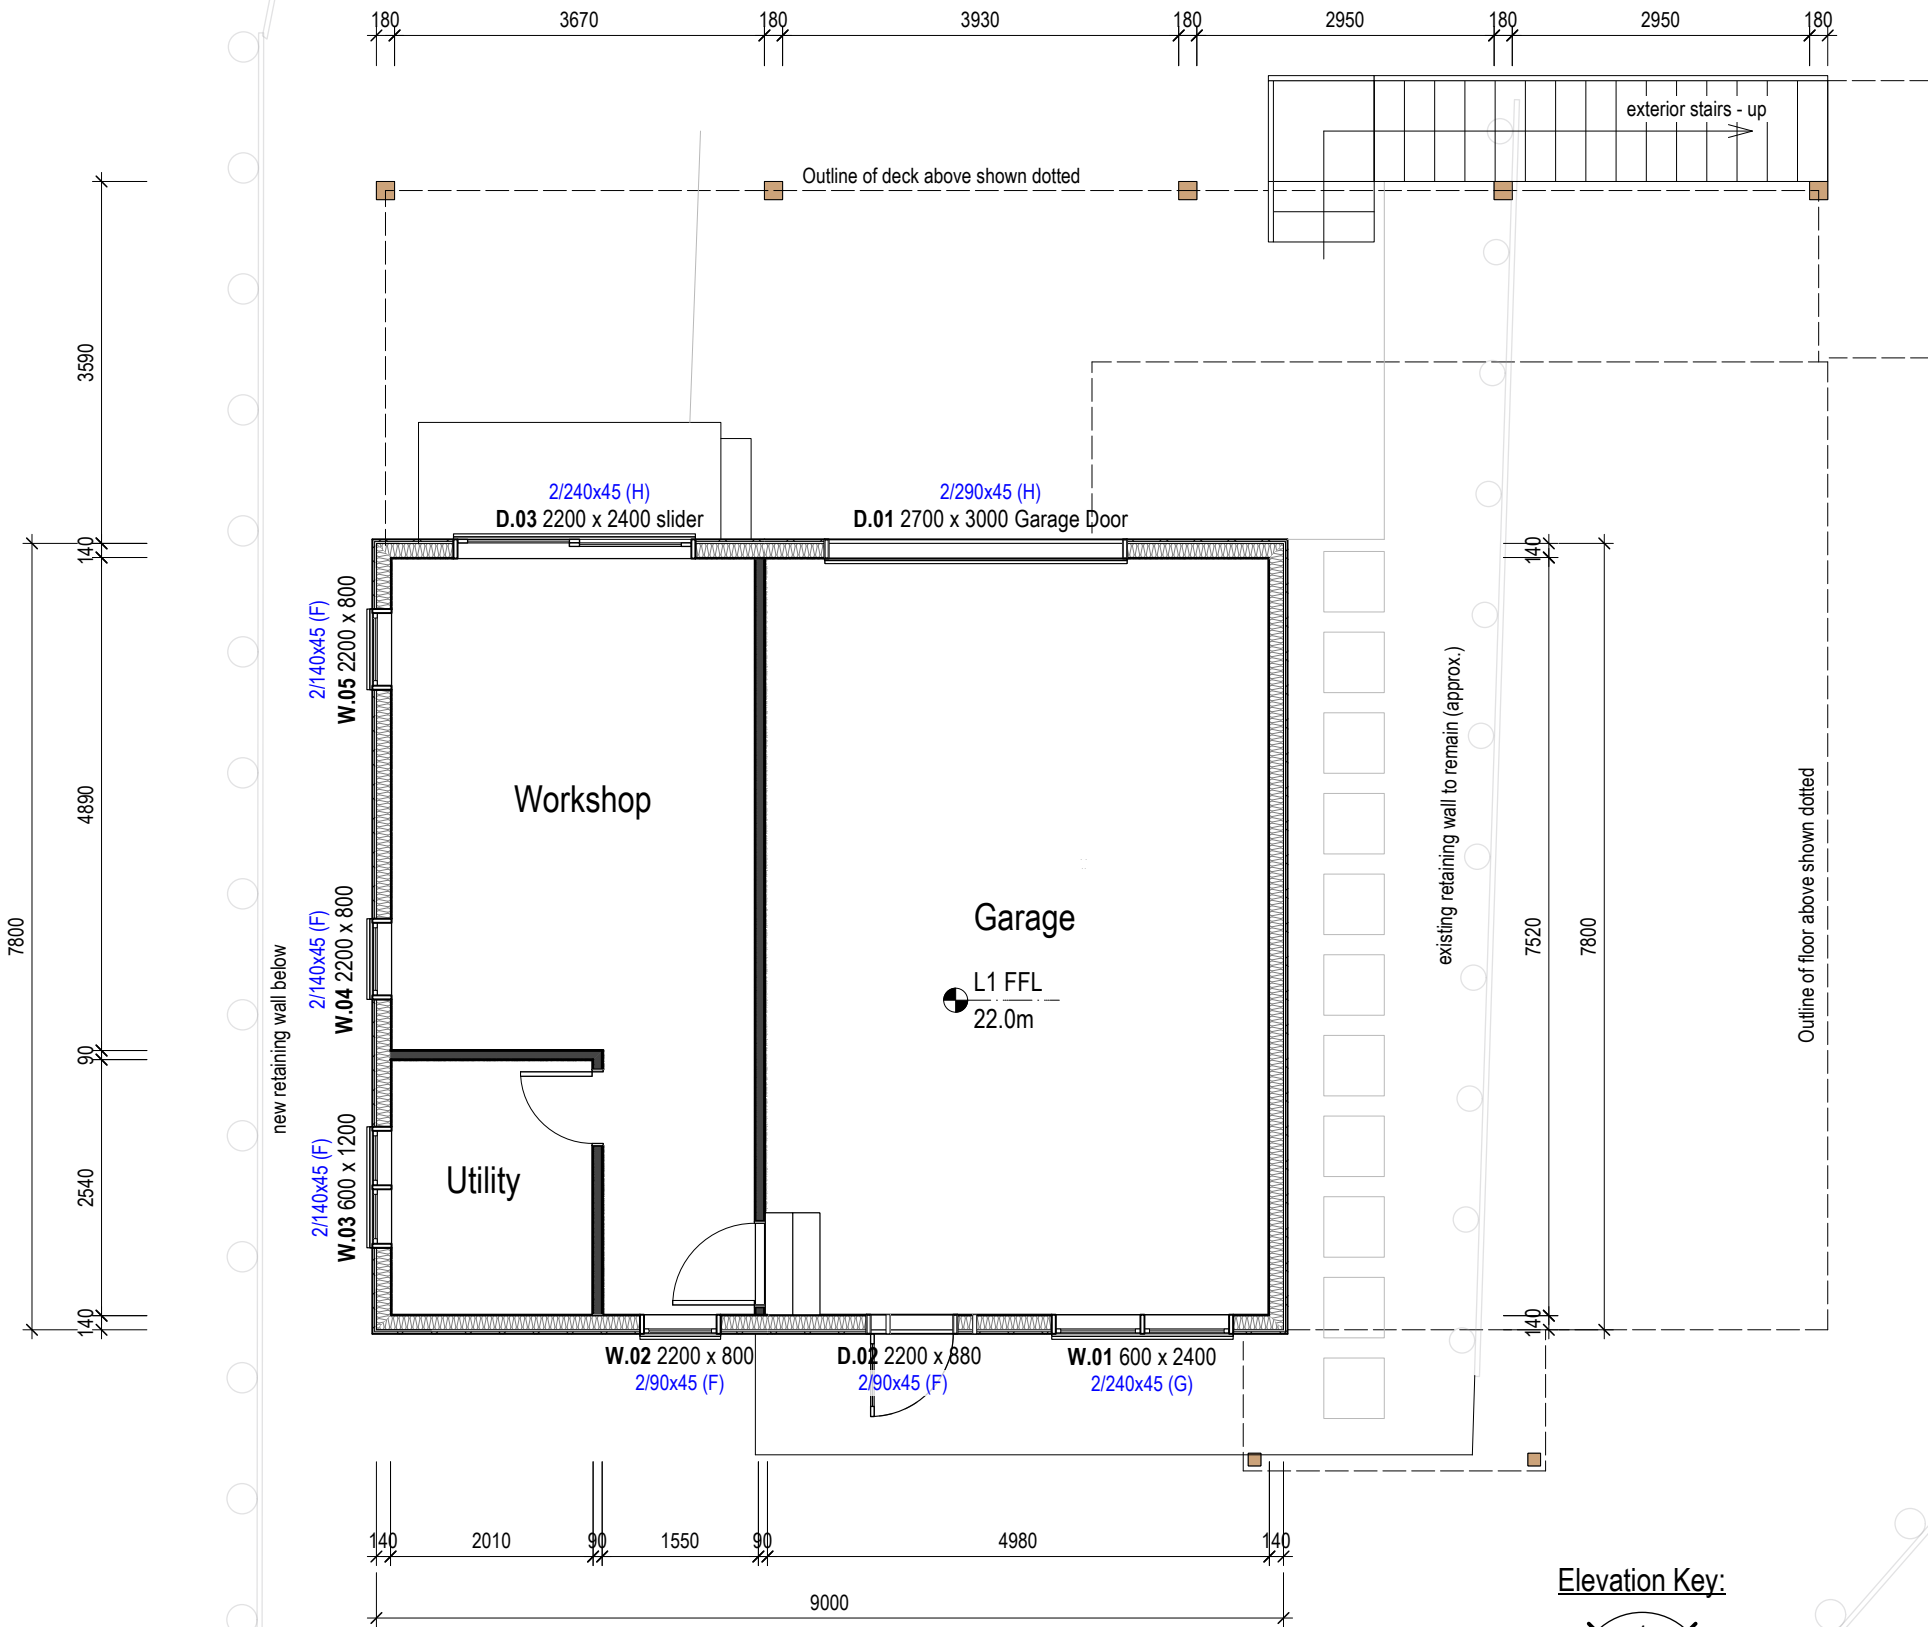 180 3670 180 3930 180 2950 180 2950 180
exterior stairs - up
Outline of deck above shown dotted
3590
2/240x45 (H)
D.03 2200 x 2400 slider
2/290x45 (H)
D.01 2700 x 3000 Garage Door
140
140
2/140x45 (F)
W.05 2200 x 800
existing retaining wall to remain (approx.)
Workshop
4890
Outline of floor above shown dotted
Garage
7800
2/140x45 (F)
W.04 2200 x 800
7520
7800
L1 FFL
22.0m
new retaining wall below
90
2/140x45 (F)
W.03 600 x 1200
Utility
2540
140
140
W.02 2200 x 800
2/90x45 (F)
D.02 2200 x 880
2/90x45 (F)
W.01 600 x 2400
2/240x45 (G)
140 2010 90 1550 90 4980 140
9000
Elevation Key: